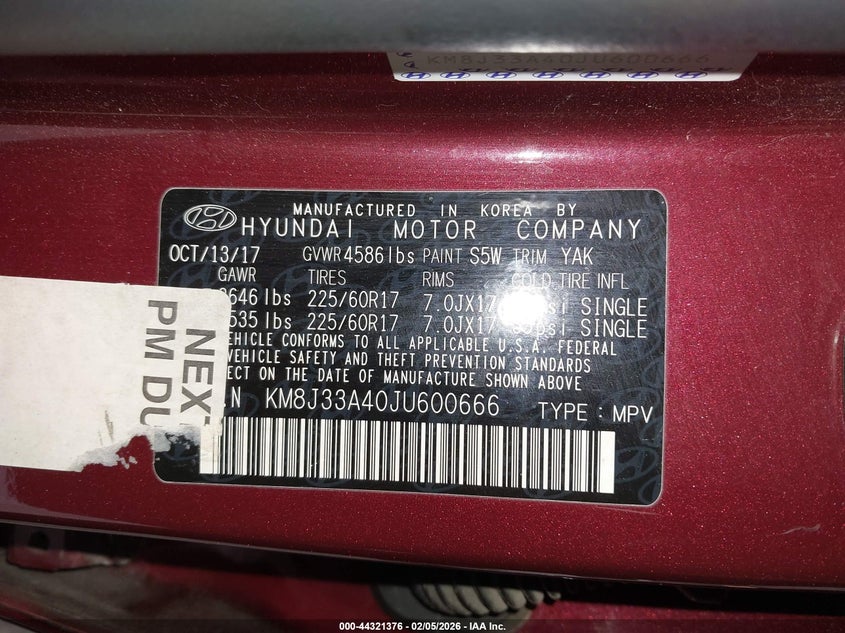 KM8J33A40JU600666
MANUFACTURED IN KOREA BY
HYUNDAI MOTOR COMPANY
OCT/13/17 GVWR 4586 lbs PAINT S5W TRIM YAK
GAWR TIRES RIMS COLD TIRE INFL
646 lbs 225/60R17 7.0JX17 psi SINGLE
535 lbs 225/60R17 7.0JX17 psi SINGLE
VEHICLE CONFORMS TO ALL APPLICABLE U.S.A. FEDERAL
VEHICLE SAFETY AND THEFT PREVENTION STANDARDS
ECT ON THE DATE OF MANUFACTURE SHOWN ABOVE
N KM8J33A40JU600666 TYPE : MPV
NEX
PM DU
000-44321376 - 02/05/2026 - IAA Inc.